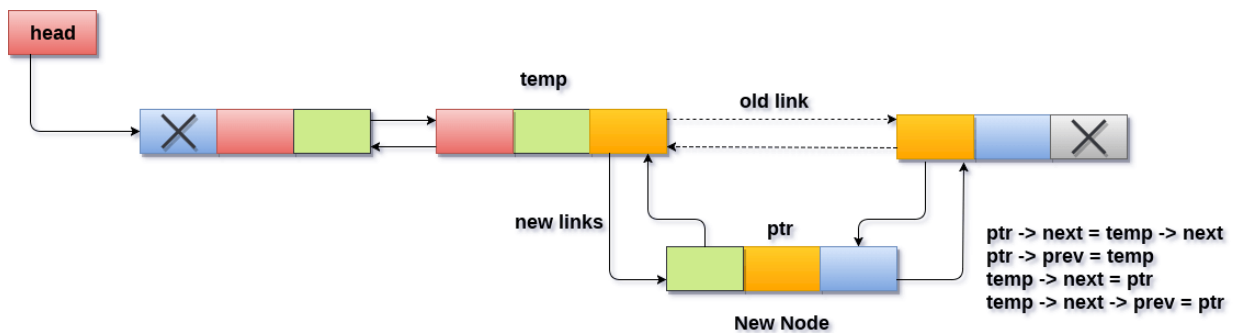 head
temp
old link
new links
ptr
ptr -> next = temp -> next
ptr -> prev = temp
temp -> next = ptr
temp -> next -> prev = ptr
New Node